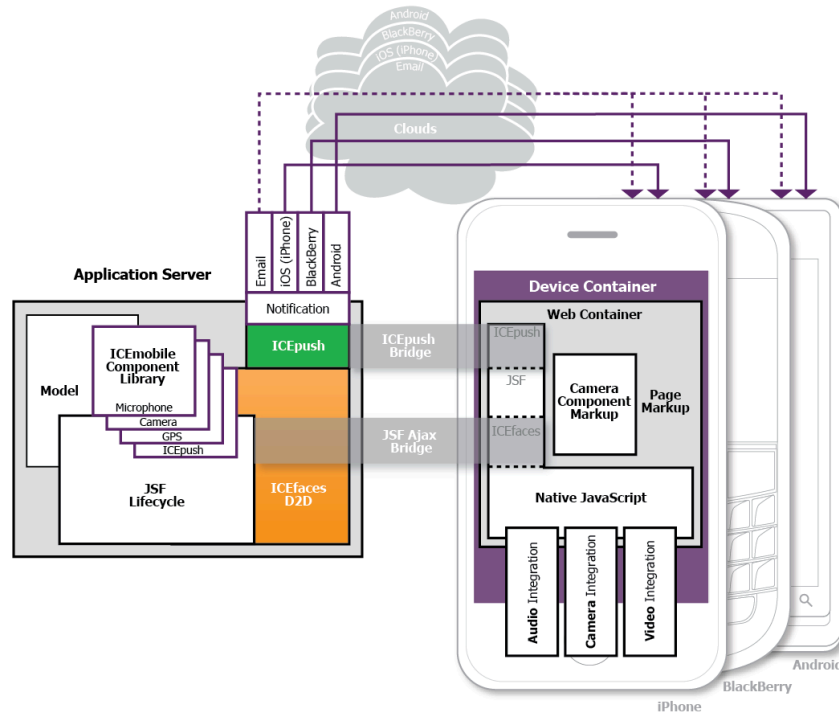 Android
BlackBerry
iOS (iPhone)
Email
Clouds
Application Server
Email
iOS (iPhone)
BlackBerry
Android
Notification
ICEpush
ICEpush
Bridge
Model
ICEmobile
Component
Library
Microphone
Camera
GPS
ICEpush
JSF
Lifecycle
ICEfaces
D2D
JSF Ajax
Bridge
Device Container
Web Container
ICEpush
JSF
ICEfaces
Camera
Component
Markup
Page
Markup
Native JavaScript
Audio Integration
Camera Integration
Video Integration
Android
BlackBerry
iPhone